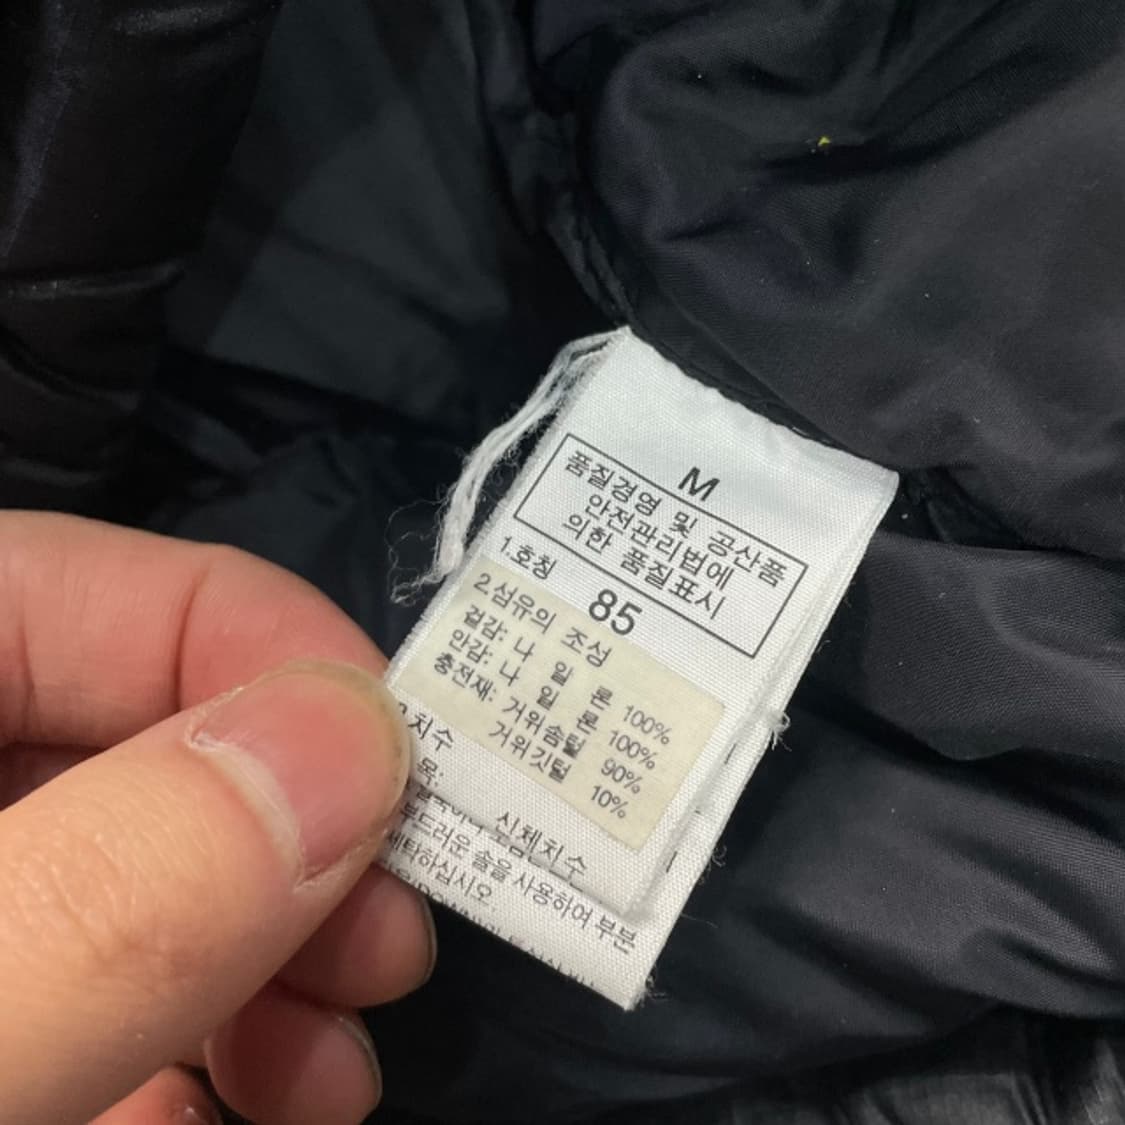 M
품질경영 및 공산품
안전관리법에
의한 품질표시
1.호칭 85
2섬유의 조성
겉감: 나 일 론 100%
안감: 나 일 론 100%
충전재: 거위솜털 90%
거위깃털 10%
치수
목: 신체치수
부드러운 솔을 사용하여 부분
세탁하십시오.